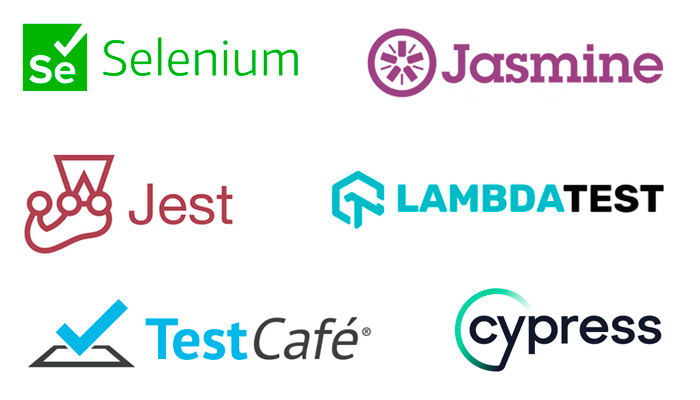 Se Selenium
Jasmine
Jest
LAMBDATEST
TestCafé®
cypress